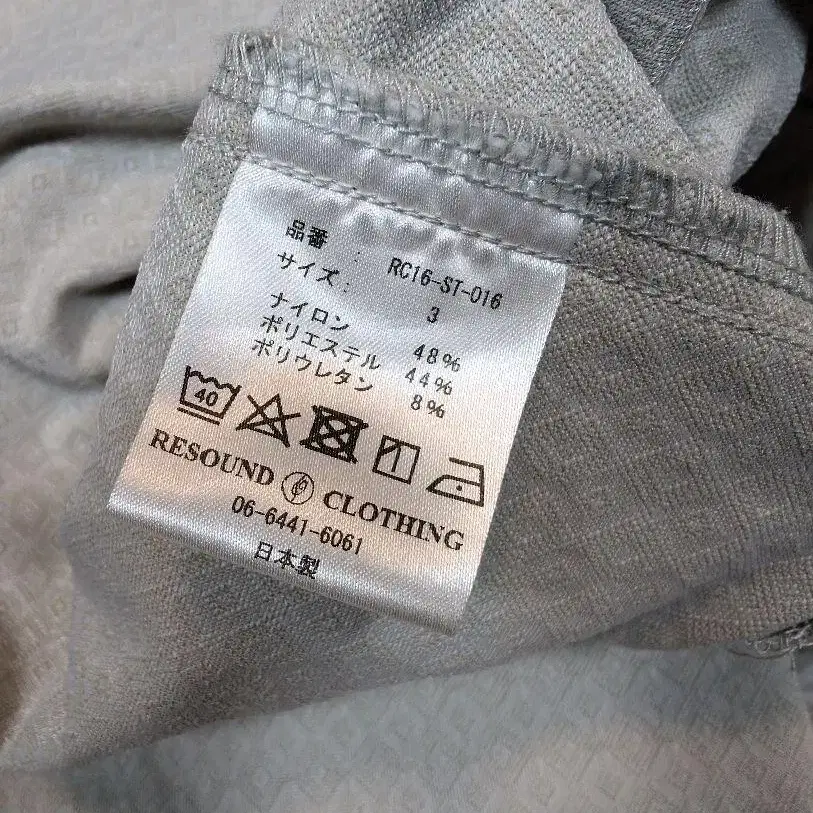 品番 : RC16-ST-016
サイズ: 3
ナイロン 48%
ポリエステル 44%
ポリウレタン 8%
40
RESOUND CLOTHING
06-6441-6061
日本製